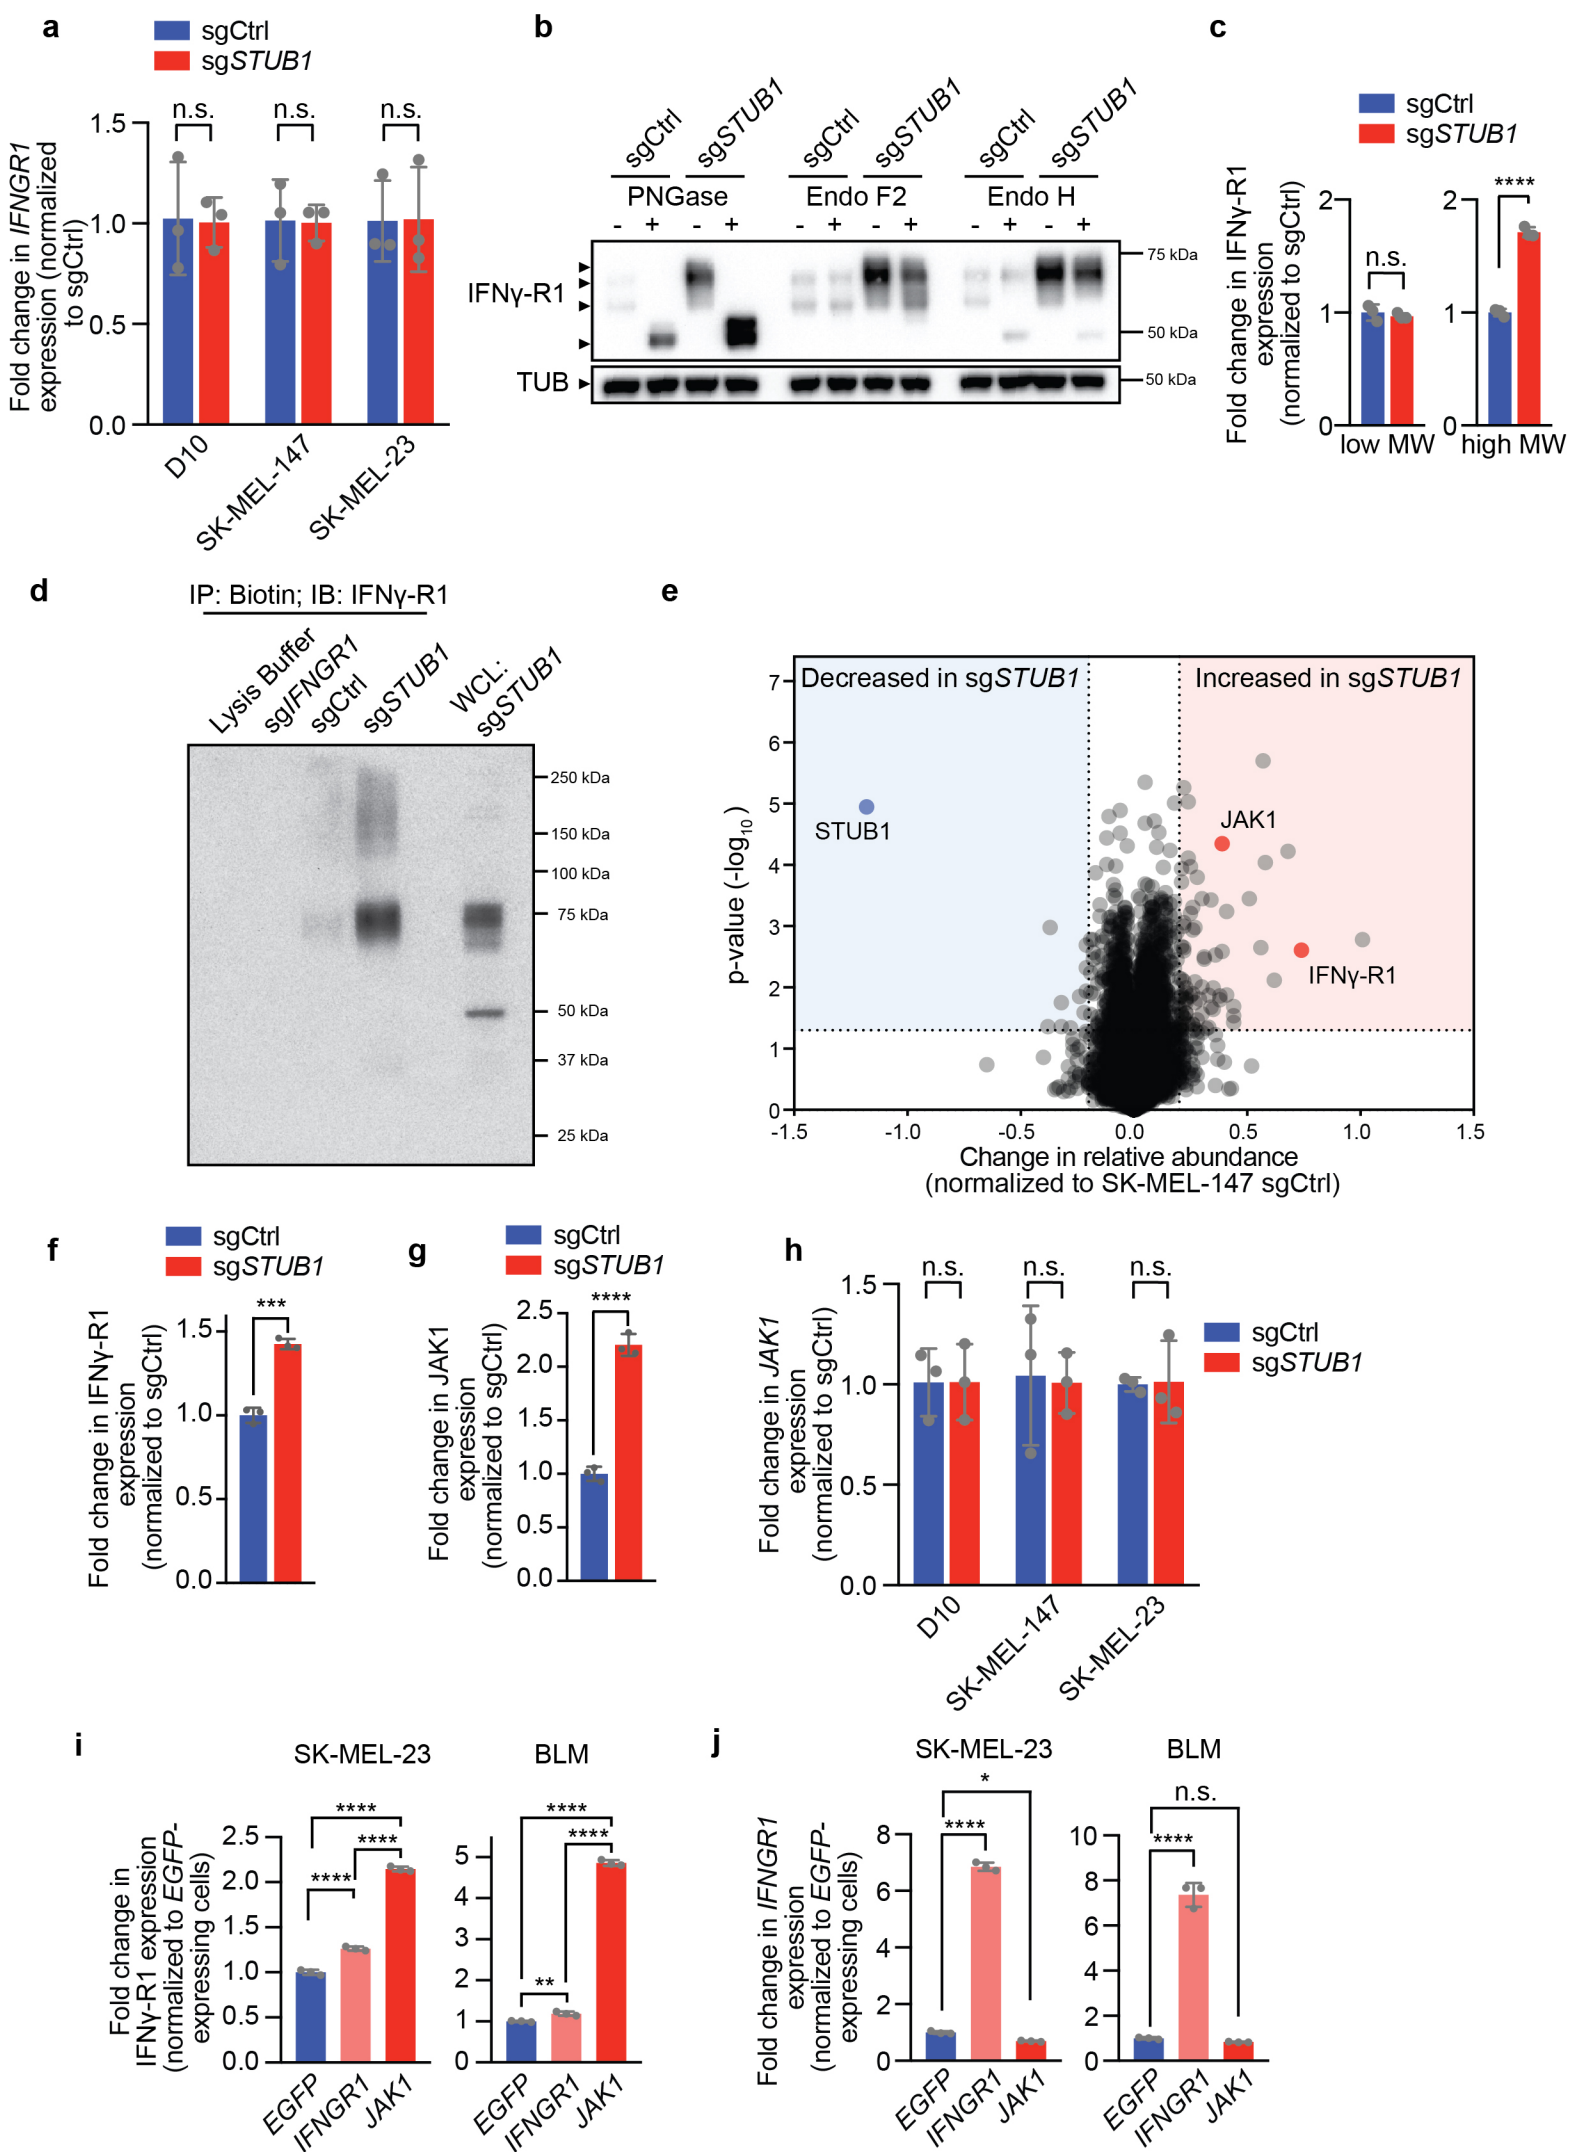 a
sgCtrl
sgSTUB1
n.s.
n.s.
n.s.
Fold change in IFNGR1
expression (normalized
to sgCtrl)
1.5
1.0
0.5
0.0
D10
SK-MEL-147
SK-MEL-23
b
sgCtrl
sgSTUB1
sgCtrl
sgSTUB1
sgCtrl
sgSTUB1
PNGase
Endo F2
Endo H
- + - + - + - + - + - +
IFNγ-R1
75 kDa
50 kDa
TUB
50 kDa
c
sgCtrl
sgSTUB1
Fold change in IFNγ-R1
expression
(normalized to sgCtrl)
2
1
0
n.s.
low MW
2
1
0
****
high MW
d
IP: Biotin; IB: IFNγ-R1
Lysis Buffer
sgIFNGR1
sgCtrl
sgSTUB1
WCL:
sgSTUB1
250 kDa
150 kDa
100 kDa
75 kDa
50 kDa
37 kDa
25 kDa
e
Decreased in sgSTUB1
Increased in sgSTUB1
STUB1
JAK1
IFNγ-R1
p-value (-log10)
7
6
5
4
3
2
1
0
-1.5 -1.0 -0.5 0.0 0.5 1.0 1.5
Change in relative abundance
(normalized to SK-MEL-147 sgCtrl)
f
sgCtrl
sgSTUB1
***
Fold change in IFNγ-R1
expression
(normalized to sgCtrl)
1.5
1.0
0.5
0.0
g
sgCtrl
sgSTUB1
****
Fold change in JAK1
expression
(normalized to sgCtrl)
2.5
2.0
1.5
1.0
0.5
0.0
h
n.s.
n.s.
n.s.
sgCtrl
sgSTUB1
Fold change in JAK1
expression
(normalized to sgCtrl)
1.5
1.0
0.5
0.0
D10
SK-MEL-147
SK-MEL-23
i
SK-MEL-23
BLM
Fold change in
IFNγ-R1 expression
(normalized to EGFP-
expressing cells)
****
****
****
2.5
2.0
1.5
1.0
0.5
0.0
EGFP
IFNGR1
JAK1
****
****
**
5
4
3
2
1
0
EGFP
IFNGR1
JAK1
j
SK-MEL-23
BLM
Fold change in IFNGR1
expression
(normalized to EGFP-
expressing cells)
*
****
8
6
4
2
0
EGFP
IFNGR1
JAK1
n.s.
****
10
8
6
4
2
0
EGFP
IFNGR1
JAK1